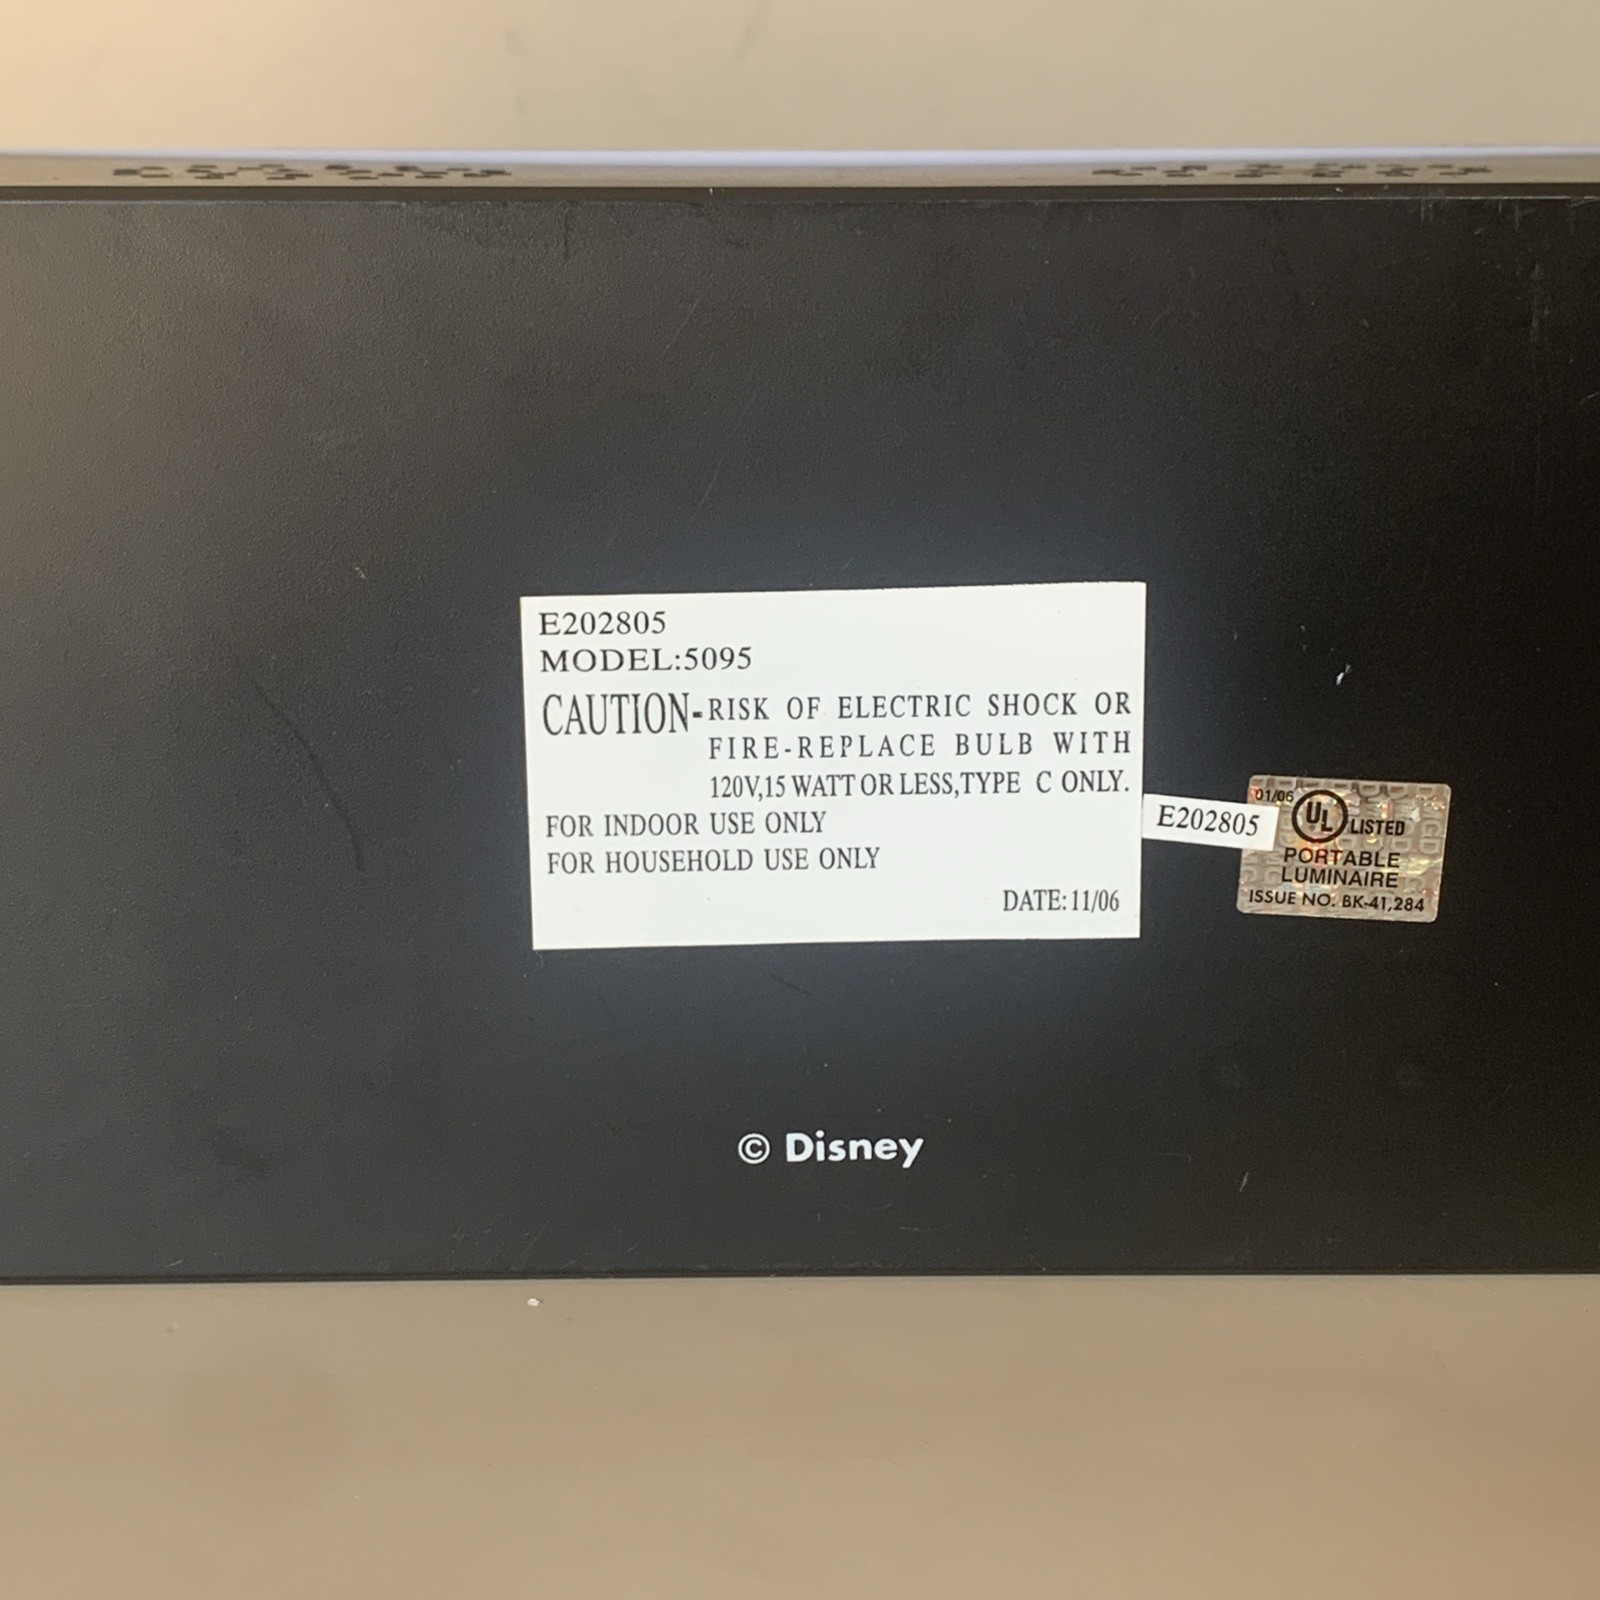 E202805
MODEL:5095
CAUTION-RISK OF ELECTRIC SHOCK OR
FIRE-REPLACE BULB WITH
120V,15 WATT OR LESS,TYPE C ONLY.
FOR INDOOR USE ONLY
FOR HOUSEHOLD USE ONLY
DATE:11/06
E202805
01/06
UL LISTED
PORTABLE
LUMINAIRE
ISSUE NO. BK-41,284
© Disney